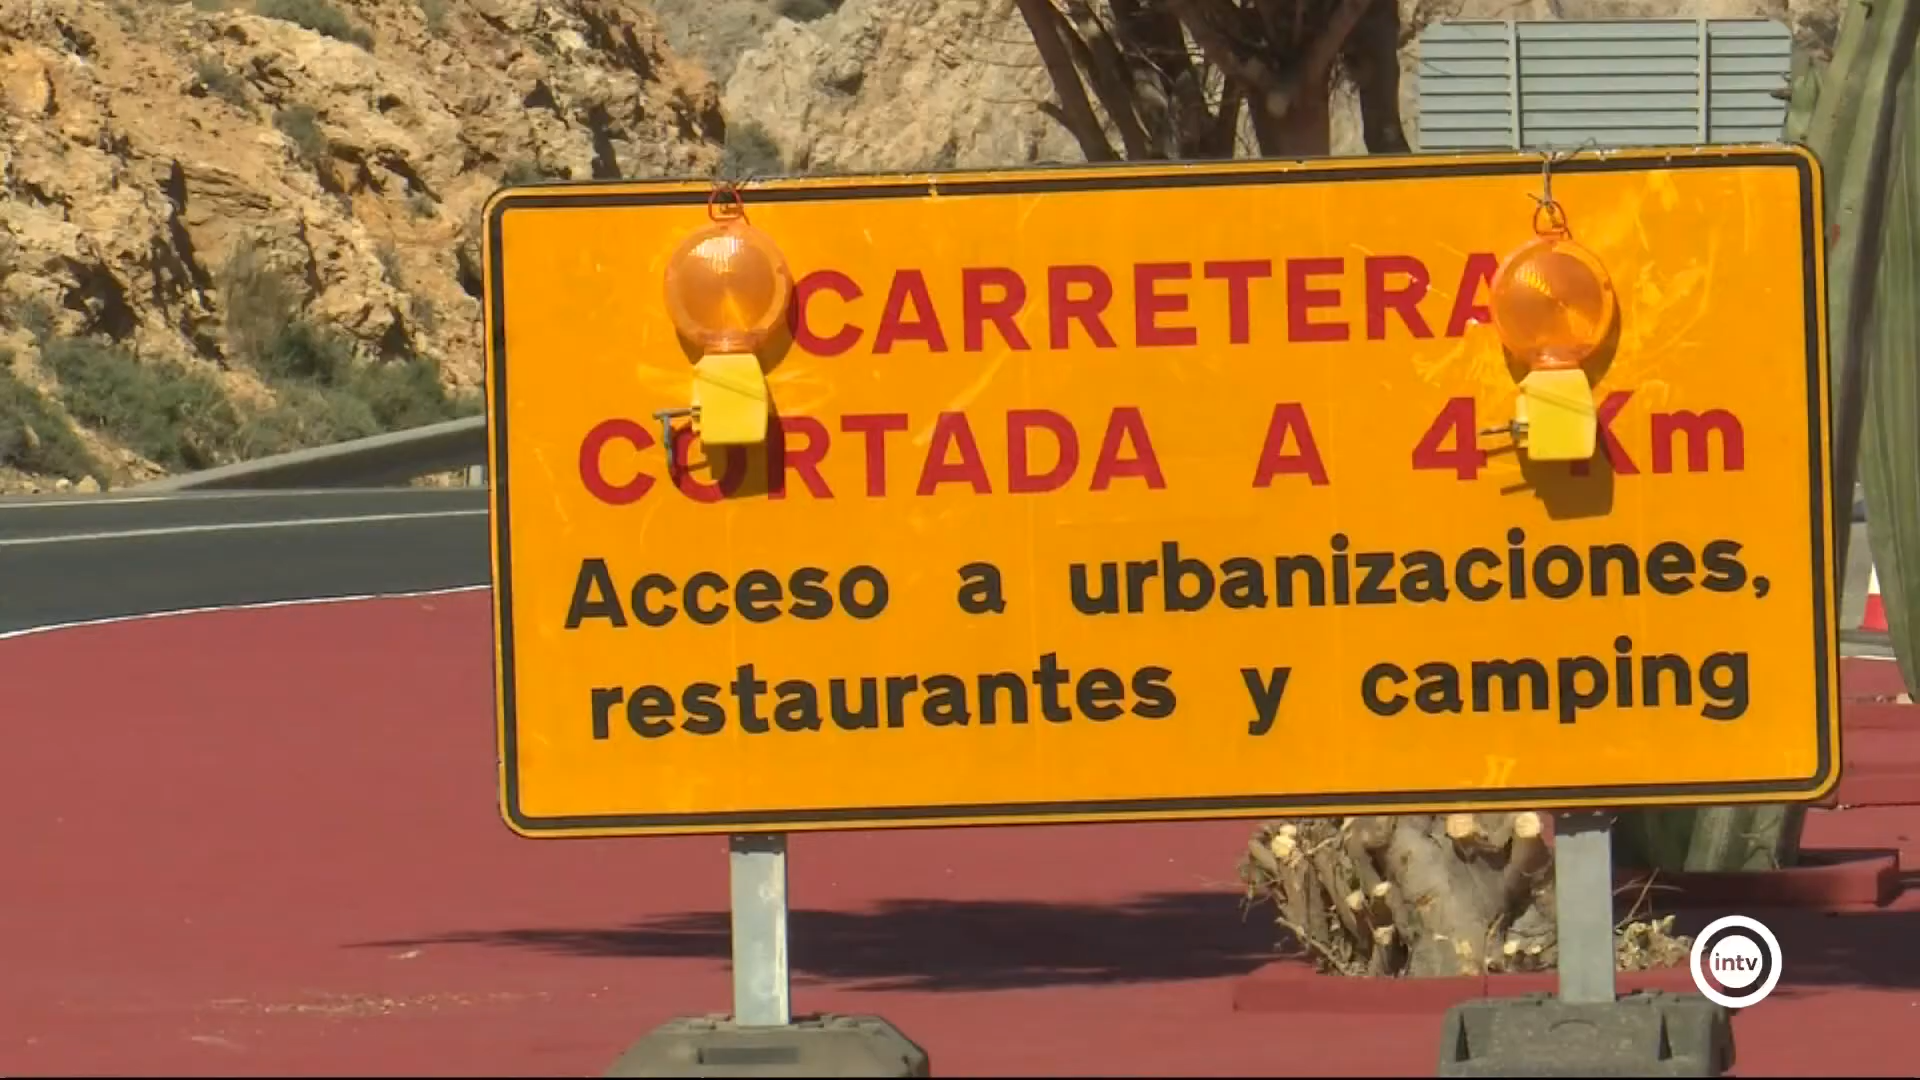 CARRETERA
CORTADA A 4 Km
Acceso a urbanizaciones,
restaurantes y camping
intv